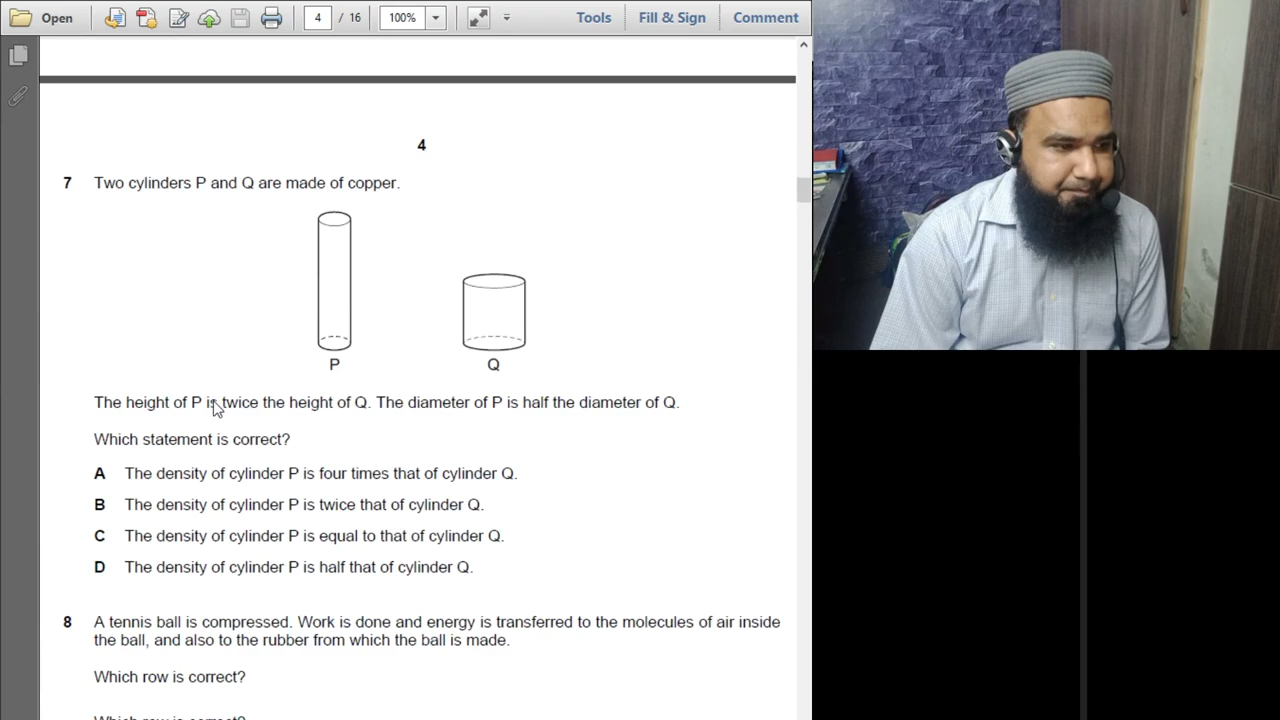 Open 4 / 16 100% Tools Fill & Sign Comment
4
7 Two cylinders P and Q are made of copper.
P Q
The height of P is twice the height of Q. The diameter of P is half the diameter of Q.
Which statement is correct?
A The density of cylinder P is four times that of cylinder Q.
B The density of cylinder P is twice that of cylinder Q.
C The density of cylinder P is equal to that of cylinder Q.
D The density of cylinder P is half that of cylinder Q.
8 A tennis ball is compressed. Work is done and energy is transferred to the molecules of air inside
the ball, and also to the rubber from which the ball is made.
Which row is correct?
Which row is correct?